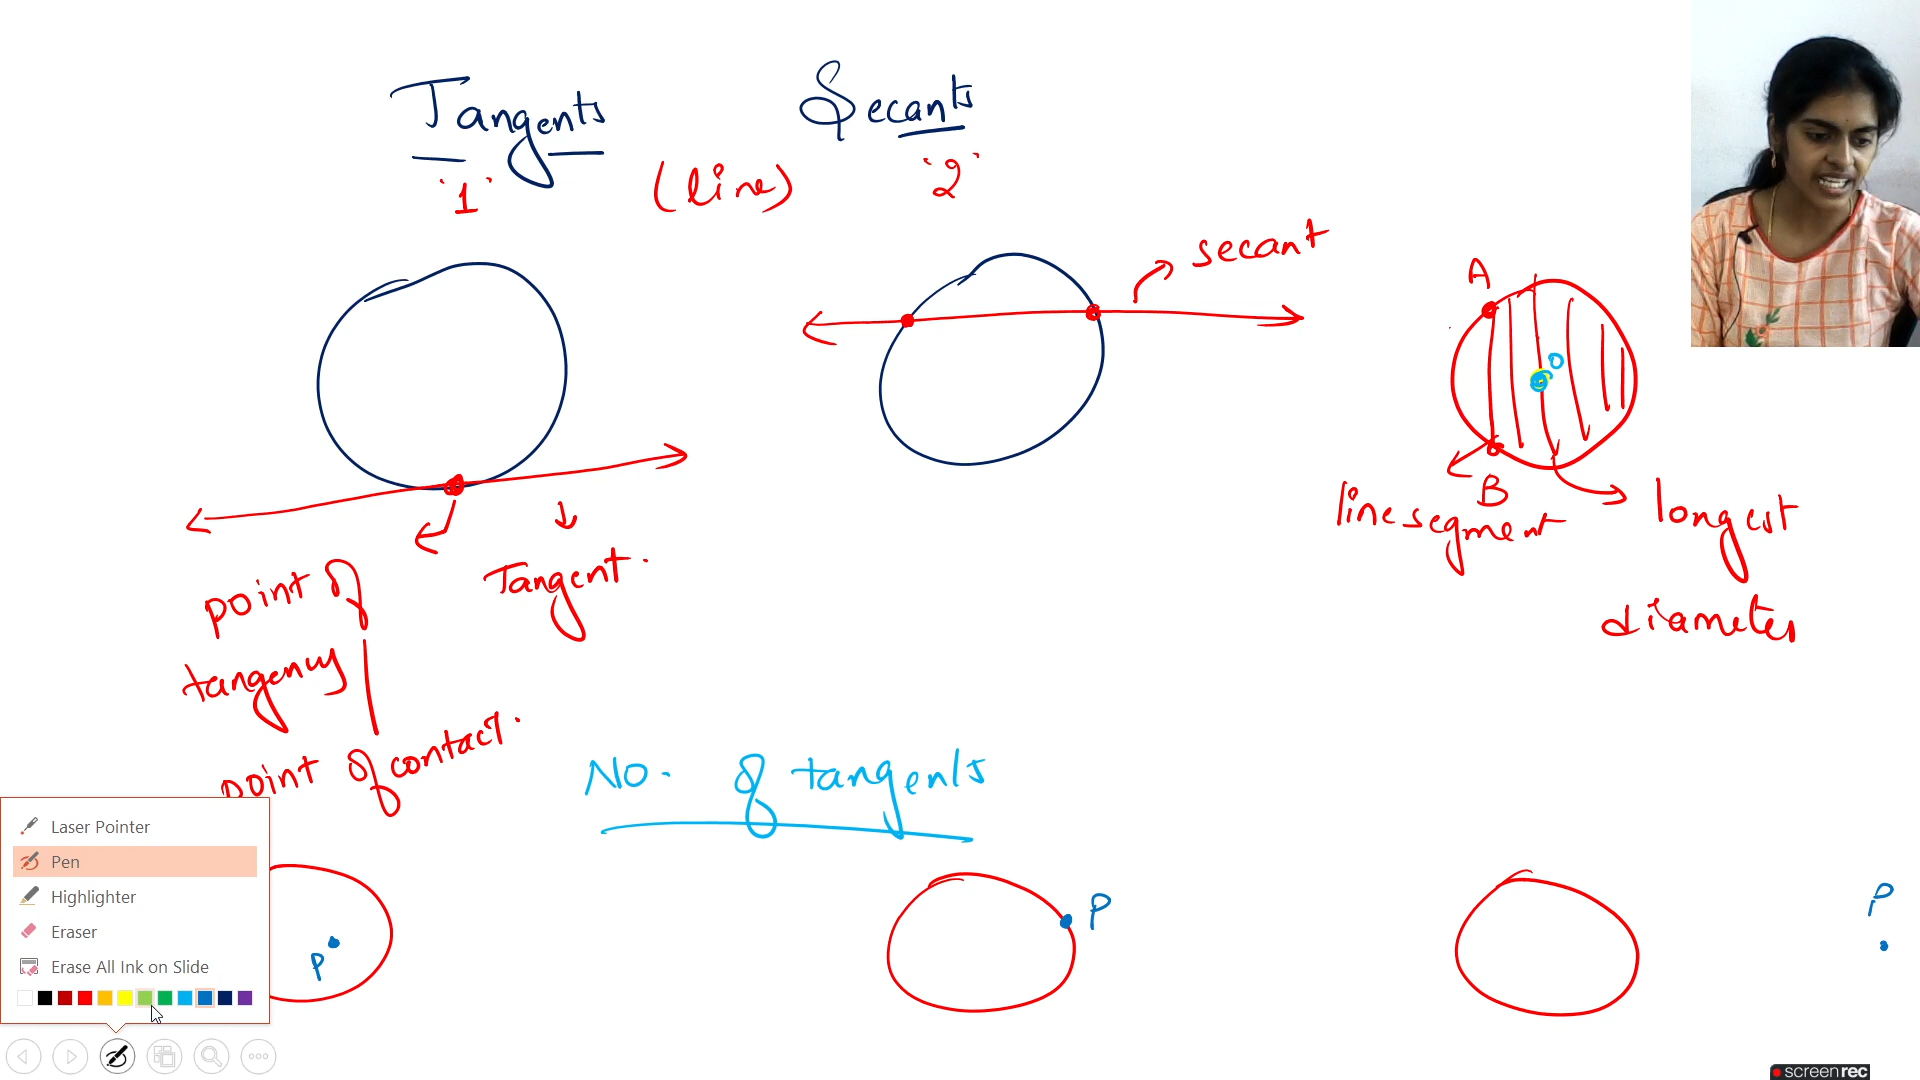 Tangents
Secants
'1'
(line)
'2'
secant
A
O
B
line segment
longest
diameter
Tangent.
point of
tangency
point of contact.
No. of tangents
P
P
P
Laser Pointer
Pen
Highlighter
Eraser
Erase All Ink on Slide
screenrec